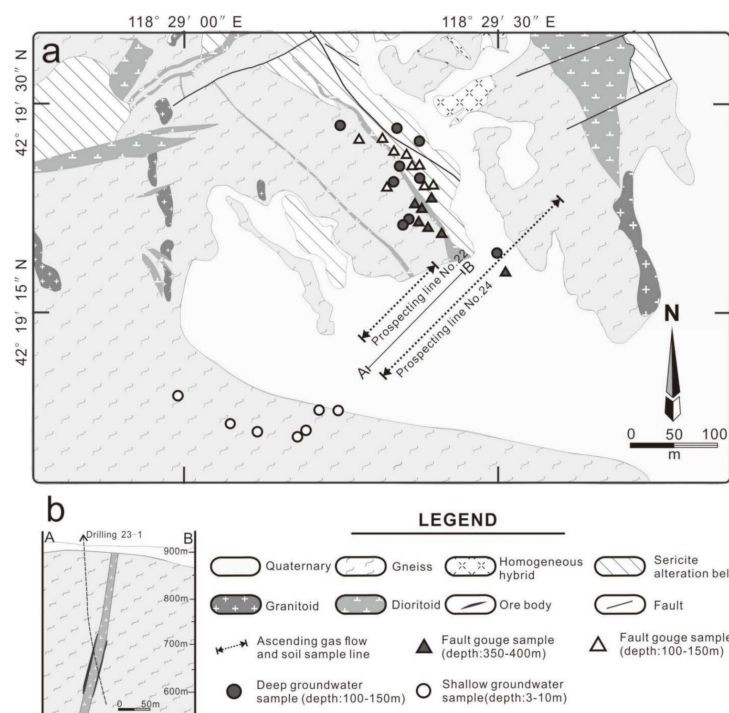 118° 29′ 00″ E
118° 29′ 30″ E
a
42° 19′ 30″ N
42° 19′ 15″ N
Prospecting line No.22
B
Prospecting line No.24
A
N
0 50 100
m
b
A
Drilling 23-1
B
900m
800m
700m
600m
0 50m
LEGEND
Quaternary
Gneiss
Homogeneous
hybrid
Sericite
alteration bel
Granitoid
Dioritoid
Ore body
Fault
Ascending gas flow
and soil sample line
Fault gouge sample
(depth:350-400m)
Fault gouge sample
(depth:100-150m)
Deep groundwater
sample(depth:100-150m)
Shallow groundwater
sample(depth:3-10m)